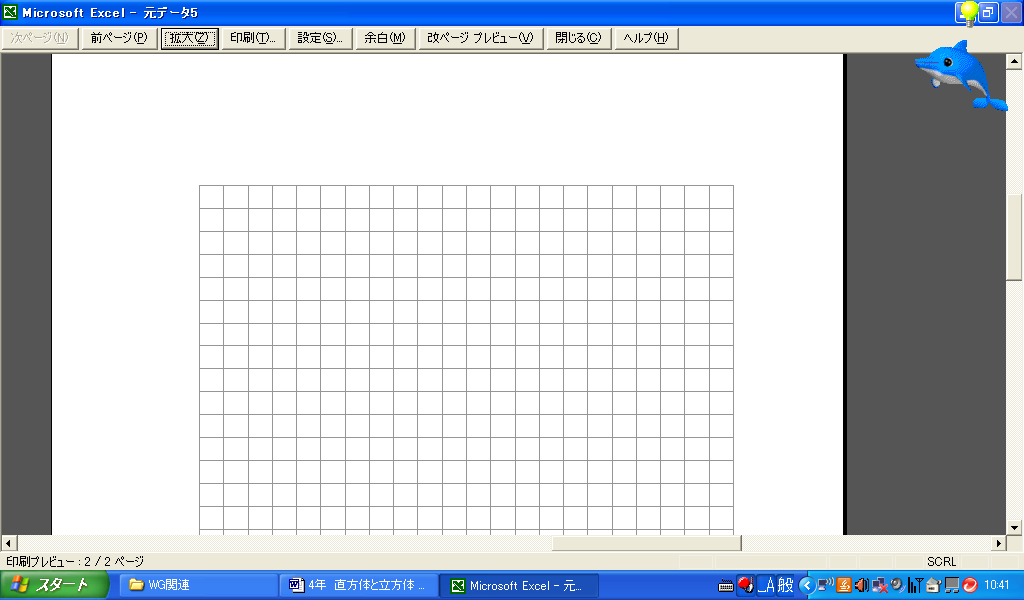 Microsoft Excel - 元データ5
次ページ(N) 前ページ(P) 拡大(Z) 印刷(T)... 設定(S)... 余白(M) 改ページ プレビュー(V) 閉じる(C) ヘルプ(H)
印刷プレビュー : 2 / 2 ページ SCRL
スタート WG関連 4年 直方体と立方体 ... Microsoft Excel - 元... _A 般 10:41